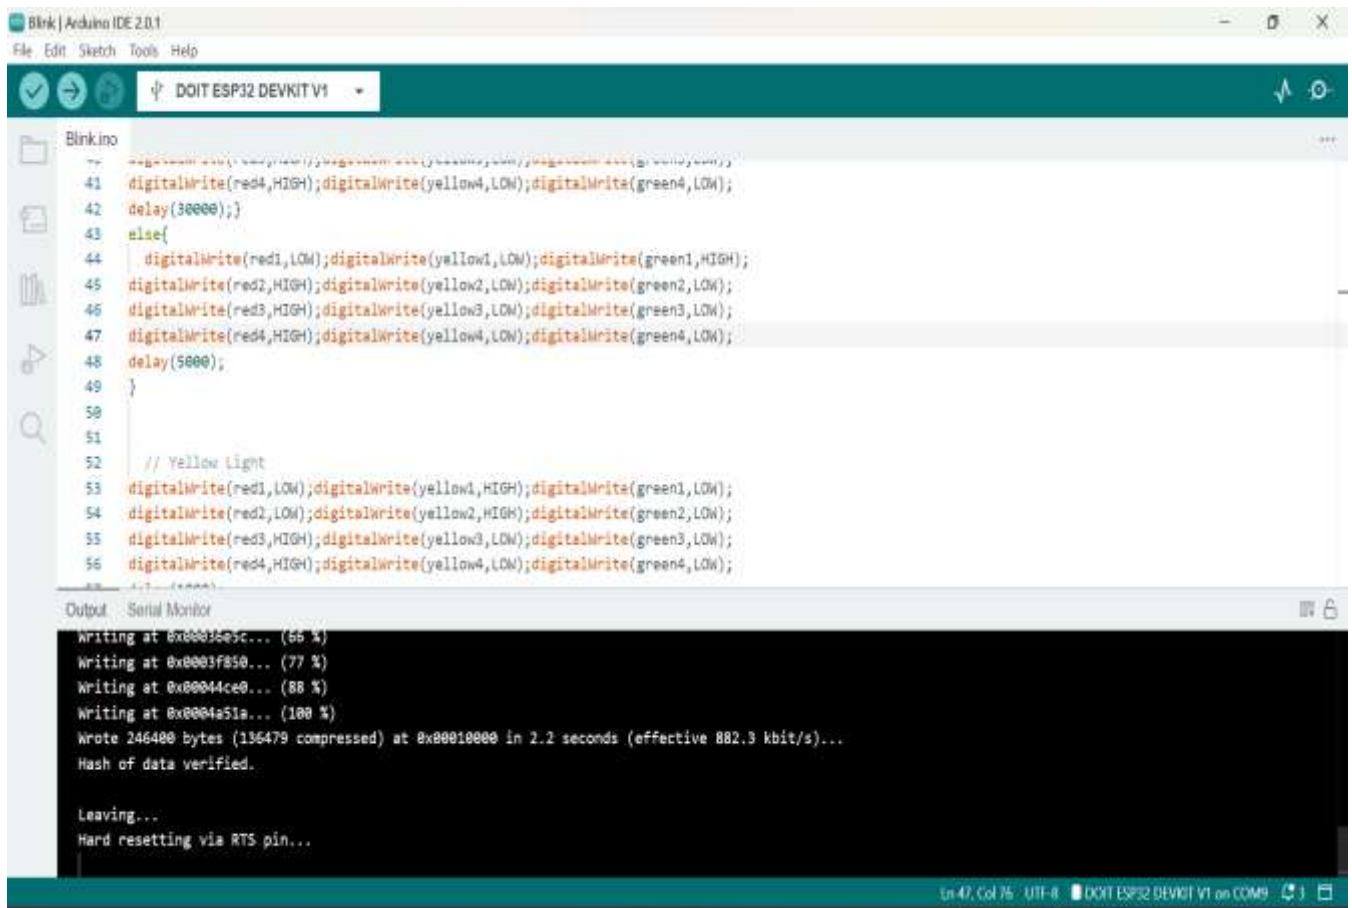 Blink | Arduino IDE 2.0.1
File Edit Sketch Tools Help
DOIT ESP32 DEVKIT V1
Blink.ino
41 digitalWrite(red4,HIGH);digitalWrite(yellow4,LOW);digitalWrite(green4,LOW);
42 delay(30000);}
43 else{
44 digitalWrite(red1,LOW);digitalWrite(yellow1,LOW);digitalWrite(green1,HIGH);
45 digitalWrite(red2,HIGH);digitalWrite(yellow2,LOW);digitalWrite(green2,LOW);
46 digitalWrite(red3,HIGH);digitalWrite(yellow3,LOW);digitalWrite(green3,LOW);
47 digitalWrite(red4,HIGH);digitalWrite(yellow4,LOW);digitalWrite(green4,LOW);
48 delay(5000);
49 }
50
51
52 // Yellow Light
53 digitalWrite(red1,LOW);digitalWrite(yellow1,HIGH);digitalWrite(green1,LOW);
54 digitalWrite(red2,LOW);digitalWrite(yellow2,HIGH);digitalWrite(green2,LOW);
55 digitalWrite(red3,HIGH);digitalWrite(yellow3,LOW);digitalWrite(green3,LOW);
56 digitalWrite(red4,HIGH);digitalWrite(yellow4,LOW);digitalWrite(green4,LOW);
Output Serial Monitor
Writing at 0x00036e5c... (66 %)
Writing at 0x0003f850... (77 %)
Writing at 0x00044ce0... (88 %)
Writing at 0x0004a51a... (100 %)
Wrote 246400 bytes (136479 compressed) at 0x00010000 in 2.2 seconds (effective 882.3 kbit/s)...
Hash of data verified.
Leaving...
Hard resetting via RTS pin...
Ln 47, Col 76 UTF-8 DOIT ESP32 DEVKIT V1 on COM9 3